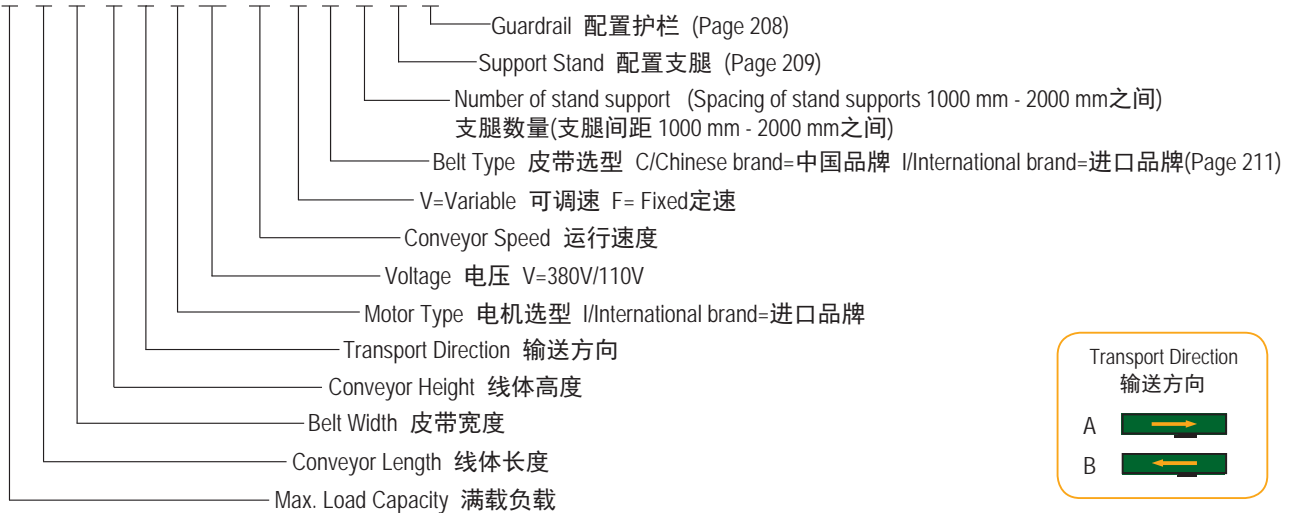 Guardrail 配置护栏 (Page 208)
Support Stand 配置支腿 (Page 209)
Number of stand support (Spacing of stand supports 1000 mm - 2000 mm之间)
支腿数量(支腿间距 1000 mm - 2000 mm之间)
Belt Type 皮带选型 C/Chinese brand=中国品牌 I/International brand=进口品牌(Page 211)
V=Variable 可调速 F= Fixed定速
Conveyor Speed 运行速度
Voltage 电压 V=380V/110V
Motor Type 电机选型 I/International brand=进口品牌
Transport Direction 输送方向
Conveyor Height 线体高度
Belt Width 皮带宽度
Conveyor Length 线体长度
Max. Load Capacity 满载负载
Transport Direction
输送方向
A
B